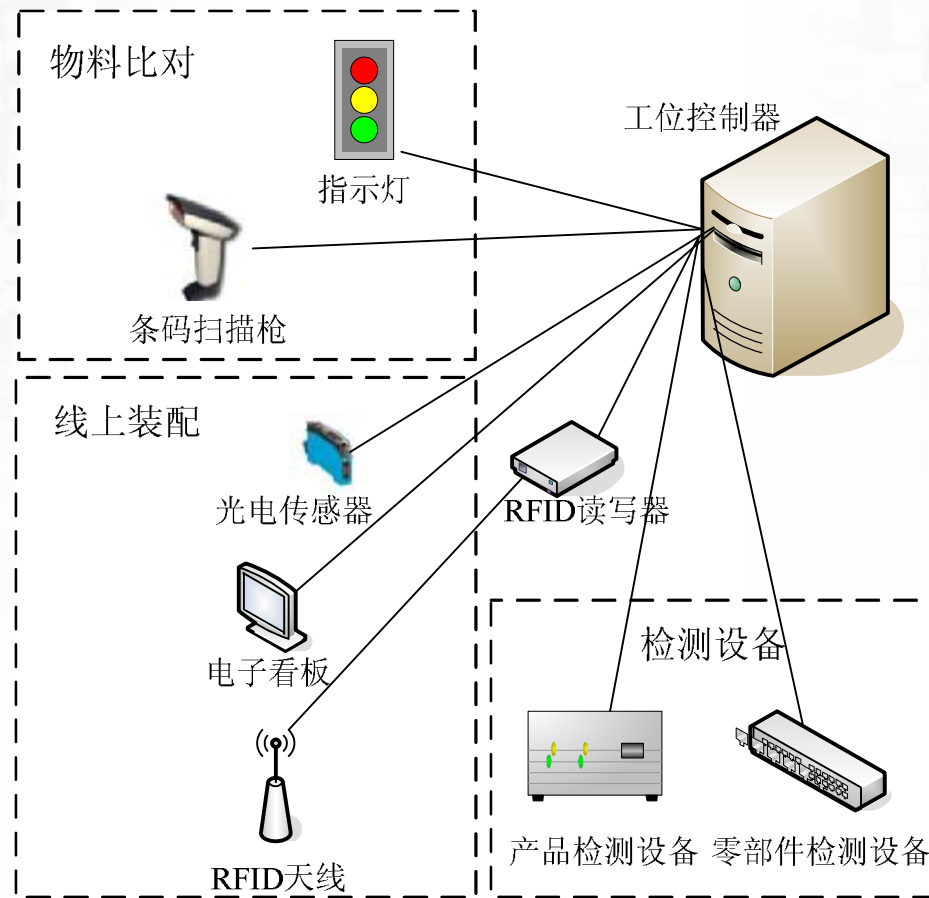 物料比对
工位控制器
指示灯
条码扫描枪
线上装配
光电传感器
RFID读写器
电子看板
检测设备
RFID天线
产品检测设备
零部件检测设备